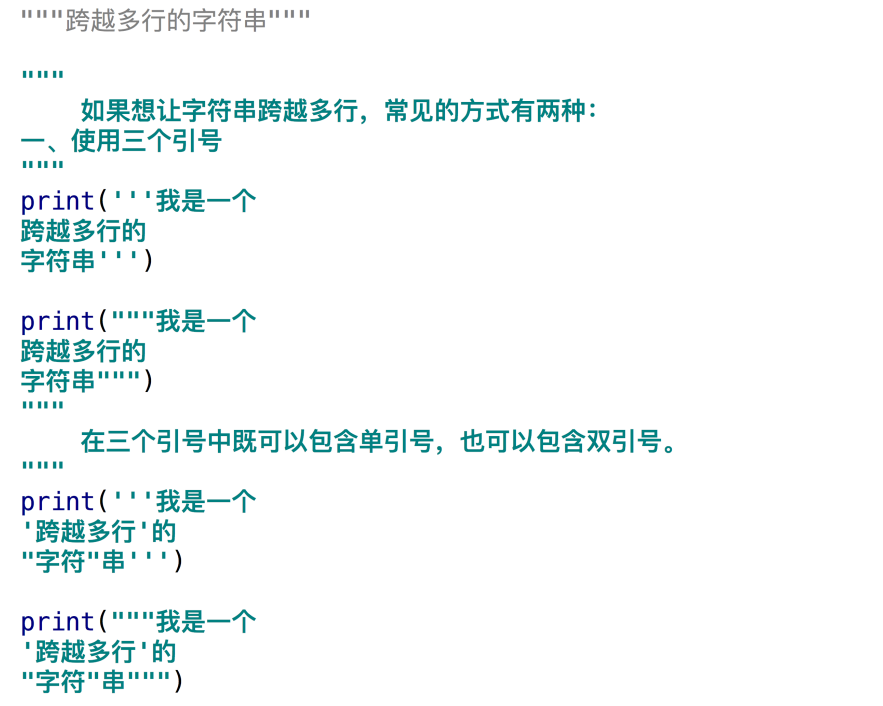 """跨越多行的字符串"""
"""
如果想让字符串跨越多行，常见的方式有两种：
一、使用三个引号
"""
print('''我是一个
跨越多行的
字符串''')
print("""我是一个
跨越多行的
字符串""")
"""
在三个引号中既可以包含单引号，也可以包含双引号。
"""
print('''我是一个
'跨越多行'的
"字符"串''')
print("""我是一个
'跨越多行'的
"字符"串""")